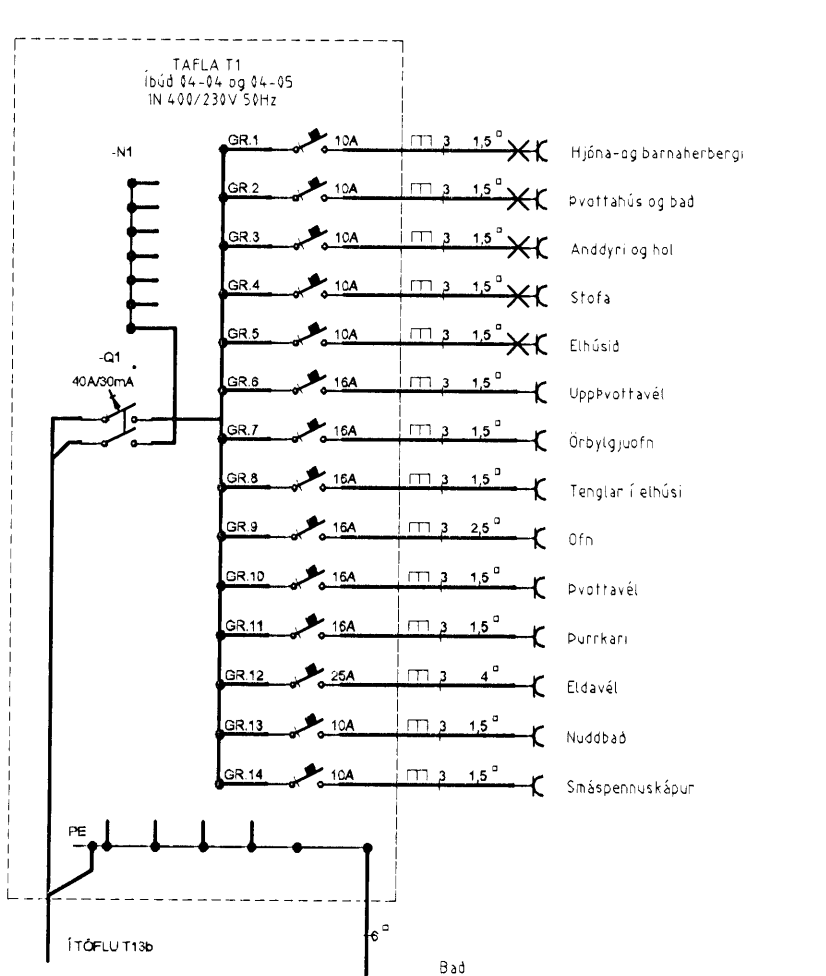 TAFLA T1
Íbúð 04-04 og 04-05
1N 400/230V 50Hz
-N1
-Q1
40A/30mA
GR.1 10A 3 1,5 Hjóna-og barnaherbergi
GR.2 10A 3 1,5 Þvottahús og bað
GR.3 10A 3 1,5 Anddyri og hol
GR.4 10A 3 1,5 Stofa
GR.5 10A 3 1,5 Elhúsið
GR.6 16A 3 1,5 Uppþvottavél
GR.7 16A 3 1,5 Örbylgjuofn
GR.8 16A 3 1,5 Tenglar í elhúsi
GR.9 16A 3 2,5 Ofn
GR.10 16A 3 1,5 Þvottavél
GR.11 16A 3 1,5 Þurrkari
GR.12 25A 3 4 Eldavél
GR.13 10A 3 1,5 Nuddbað
GR.14 10A 3 1,5 Smáspennuskápur
PE
ÍTÖFLU T13b
6
Bað